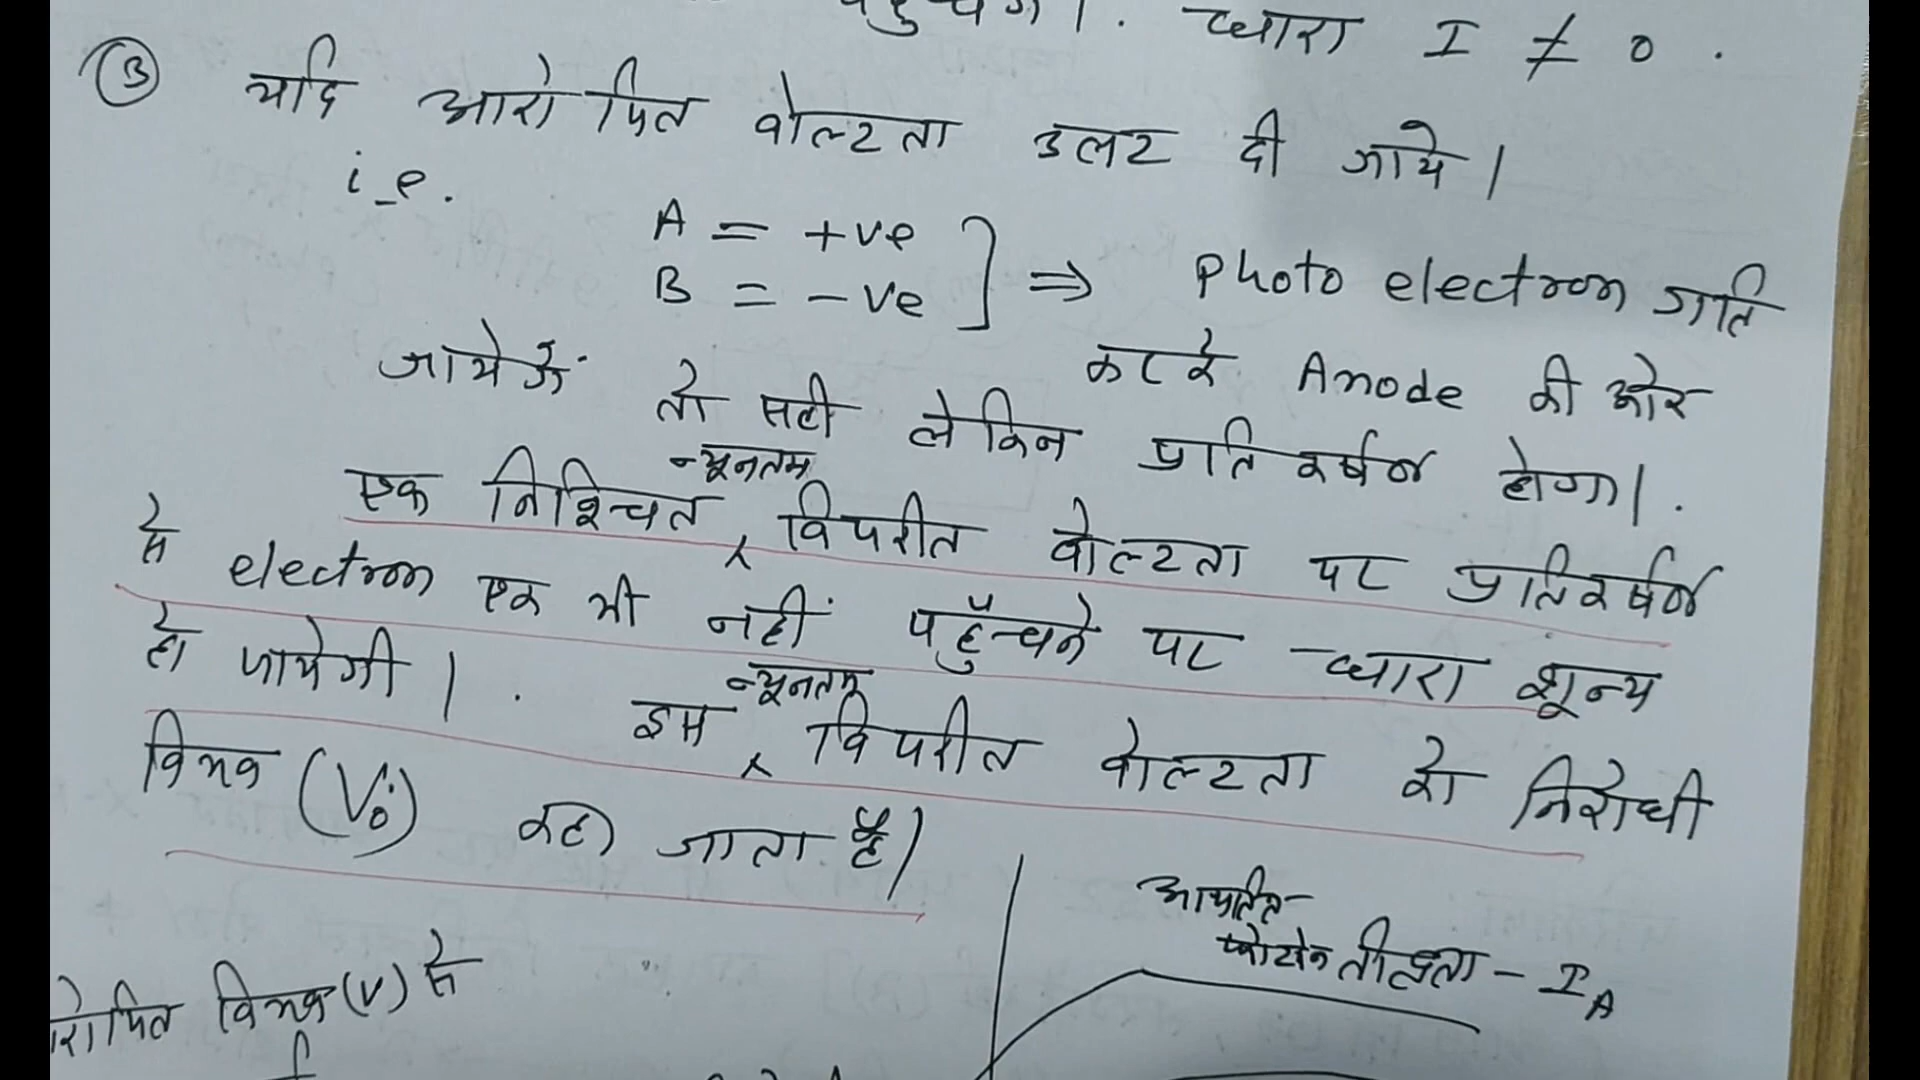 पहुंचेगे।. धारा I ≠ 0 .
③ यदि आरोपित वोल्टता उलट दी जाये।
i.e.
A = +ve
B = -ve ] ⇒ photo electron गति
करके Anode की ओर
जायेगें तो सही लेकिन प्रतिकर्षण होगा।.
एक निश्चित न्यूनतम विपरीत वोल्टता पर प्रतिकर्षण
से electron एक भी नहीं पहुँचने पर धारा शून्य
हो जायेगी।. इस न्यूनतम विपरीत वोल्टता को निरोधी
विभव (V₀) कहा जाता है।
आपतित
फोटोन तीव्रता - I_A
रोपित विभव (V) से